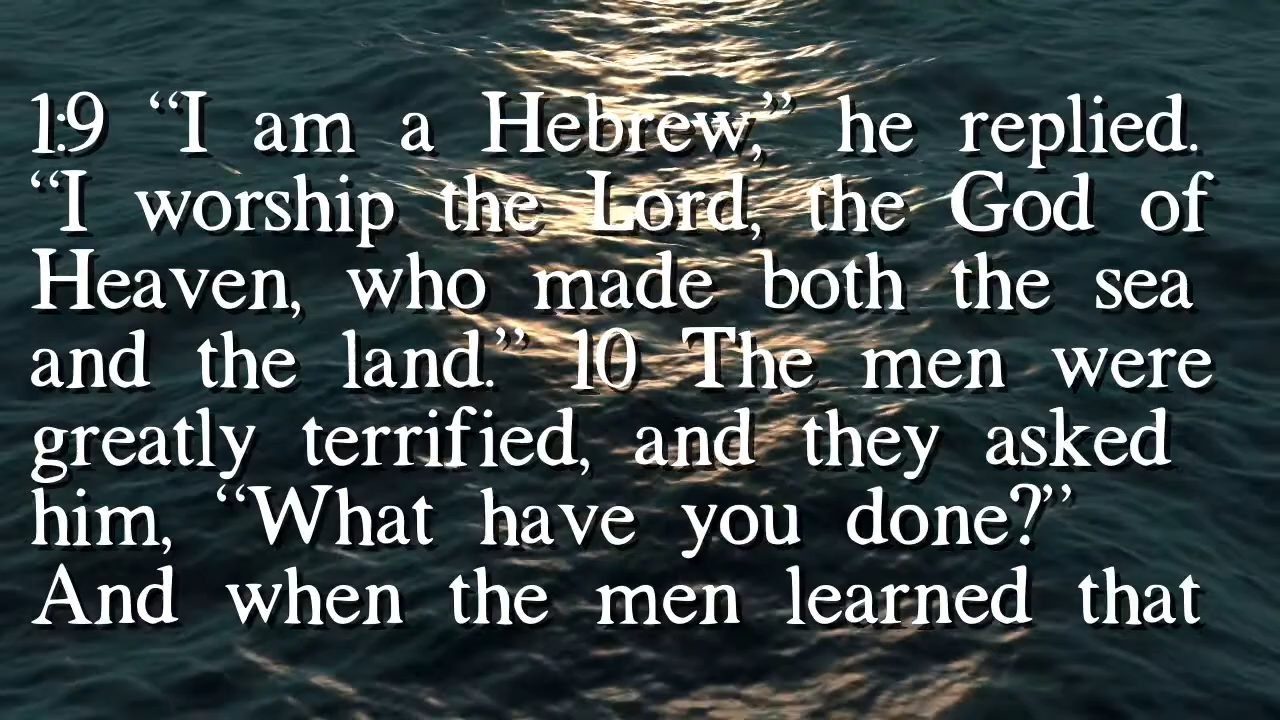 1:9 “I am a Hebrew,” he replied.
“I worship the Lord, the God of
Heaven, who made both the sea
and the land.” 10 The men were
greatly terrified, and they asked
him, “What have you done?”
And when the men learned that